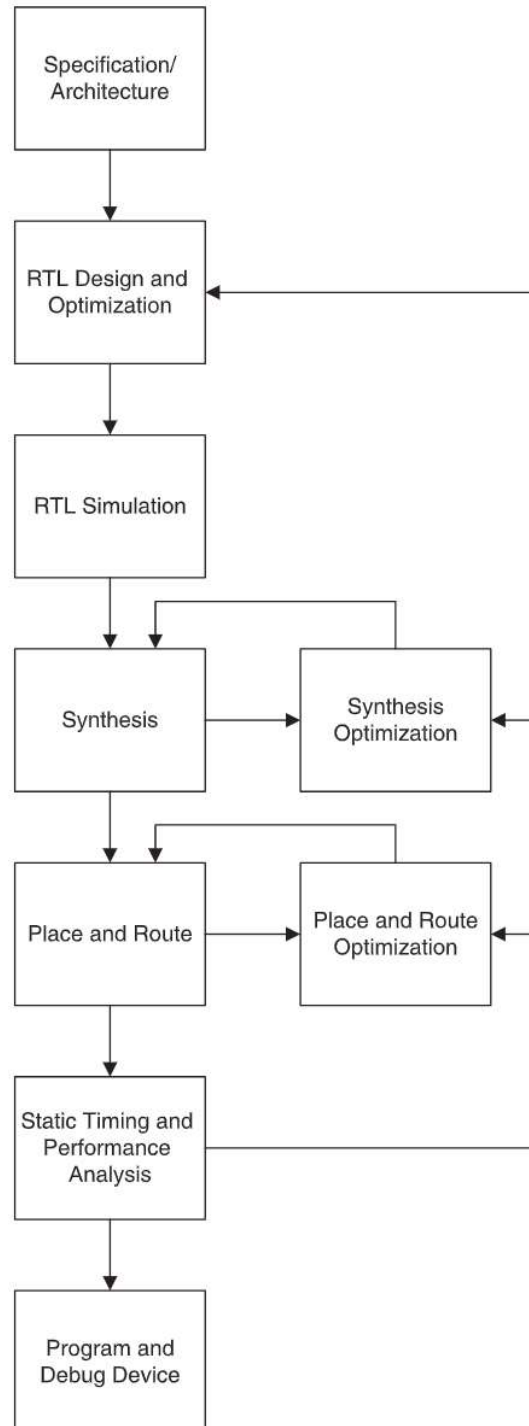 Specification/
Architecture
RTL Design and
Optimization
RTL Simulation
Synthesis
Synthesis
Optimization
Place and Route
Place and Route
Optimization
Static Timing and
Performance
Analysis
Program and
Debug Device